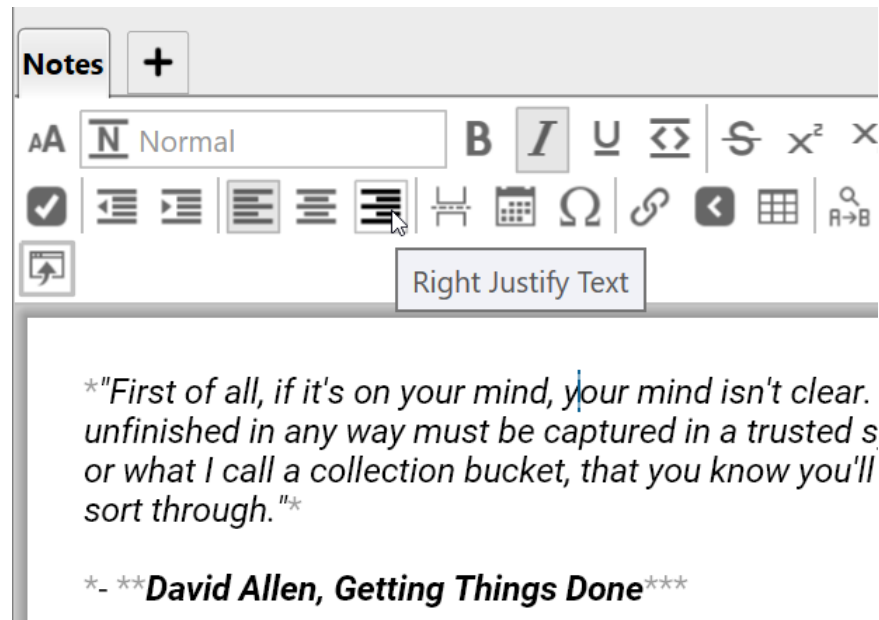 Notes
AA N Normal B I U S x²
A→B
Right Justify Text
*"First of all, if it's on your mind, your mind isn't clear.
unfinished in any way must be captured in a trusted
or what I call a collection bucket, that you know you'll
sort through."*
*- **David Allen, Getting Things Done***